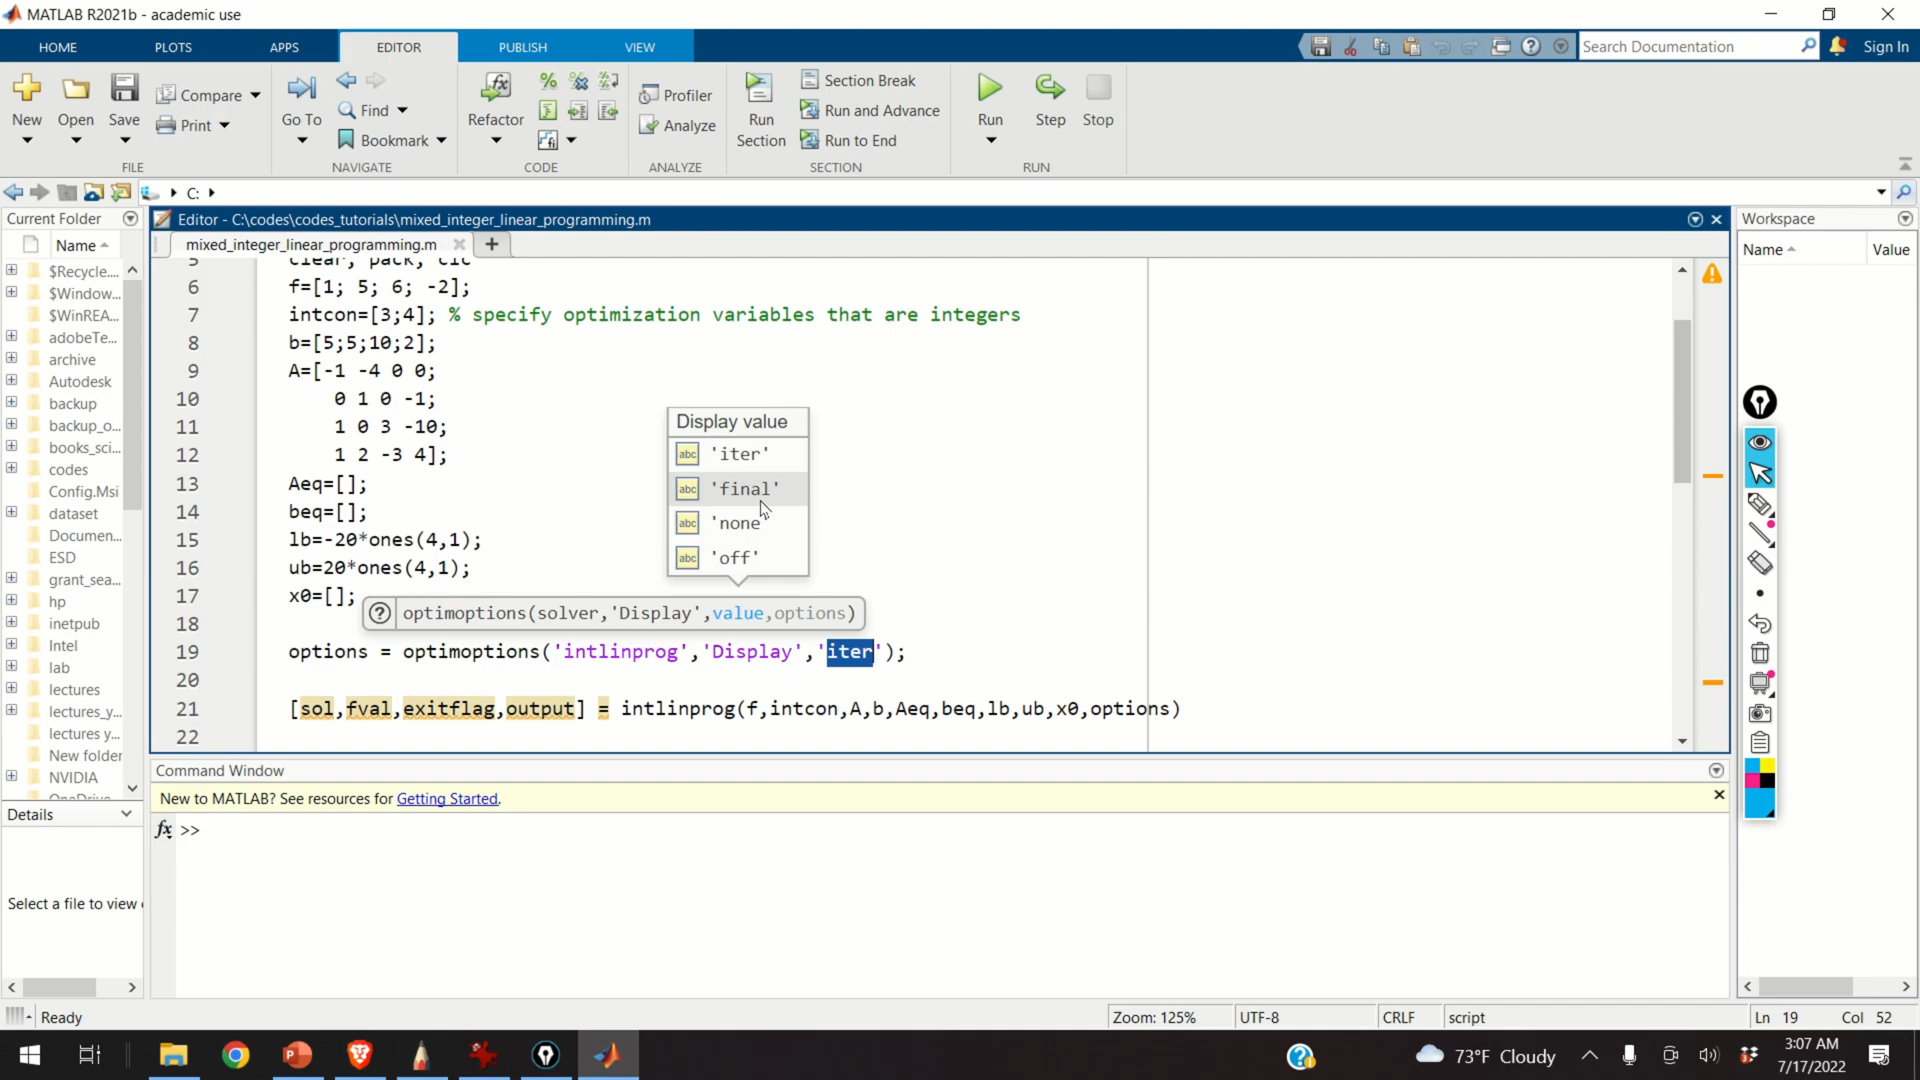 MATLAB R2021b - academic use
HOME PLOTS APPS EDITOR PUBLISH VIEW
Search Documentation
Sign In
New Open Save Compare Print
FILE
Go To Find Bookmark
NAVIGATE
Refactor
CODE
Profiler
Analyze
ANALYZE
Run Section
Section Break
Run and Advance
Run to End
SECTION
Run Step Stop
RUN
C:
Current Folder
Name
$Recycle....
$Window...
$WinREA...
adobeTe...
archive
Autodesk
backup
backup_o...
books_sci...
codes
Config.Msi
dataset
Documen...
ESD
grant_sea...
hp
inetpub
Intel
lab
lectures
lectures_y...
lectures y...
New folder
NVIDIA
OneDrive
Details
Select a file to view
Editor - C:\codes\codes_tutorials\mixed_integer_linear_programming.m
mixed_integer_linear_programming.m
5 clear, pack, clc
6 f=[1; 5; 6; -2];
7 intcon=[3;4]; % specify optimization variables that are integers
8 b=[5;5;10;2];
9 A=[-1 -4 0 0;
10 0 1 0 -1;
11 1 0 3 -10;
12 1 2 -3 4];
13 Aeq=[];
14 beq=[];
15 lb=-20*ones(4,1);
16 ub=20*ones(4,1);
17 x0=[];
18
19 options = optimoptions('intlinprog','Display','iter');
20
21 [sol,fval,exitflag,output] = intlinprog(f,intcon,A,b,Aeq,beq,lb,ub,x0,options)
22
Display value
abc 'iter'
abc 'final'
abc 'none'
abc 'off'
optimoptions(solver,'Display',value,options)
Command Window
New to MATLAB? See resources for Getting Started.
fx >>
Workspace
Name Value
Ready
Zoom: 125% UTF-8 CRLF script Ln 19 Col 52
73°F Cloudy
3:07 AM
7/17/2022